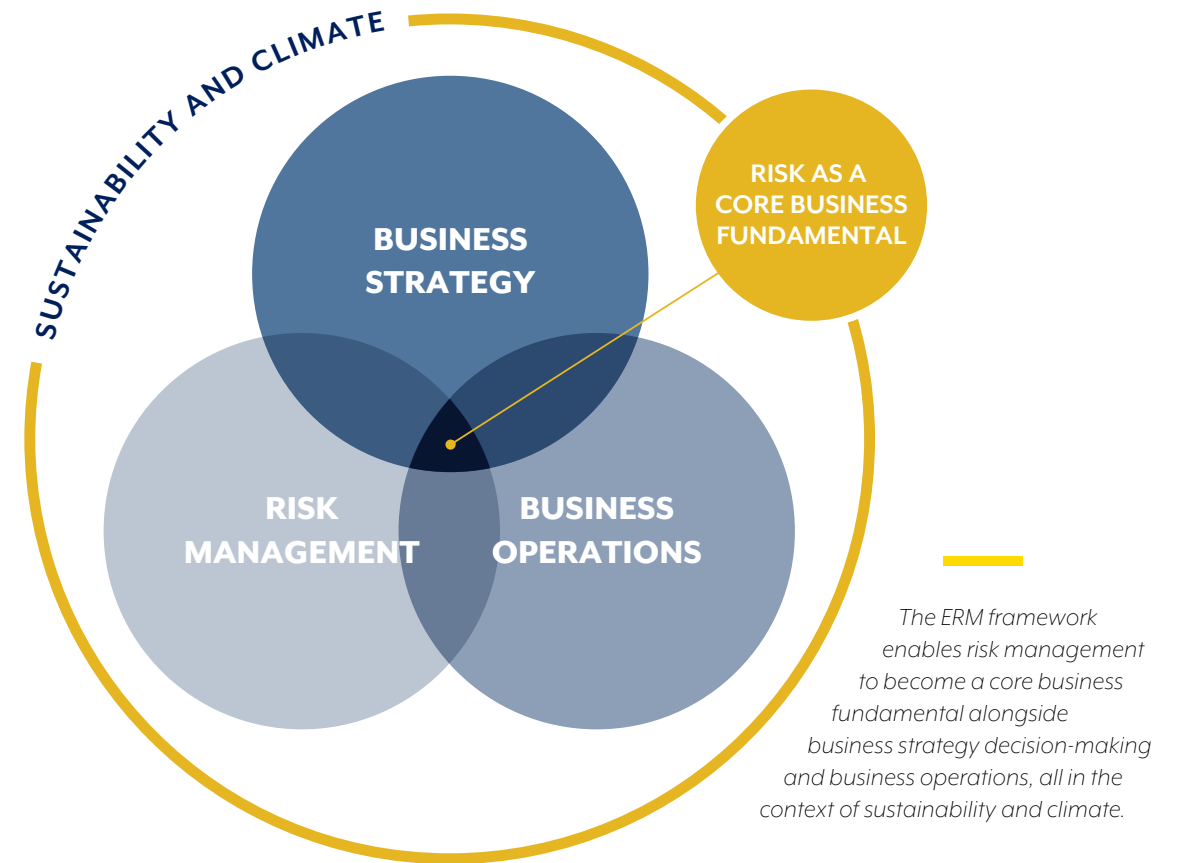 SUSTAINABILITY AND CLIMATE
RISK AS A
CORE BUSINESS
FUNDAMENTAL
BUSINESS
STRATEGY
RISK
MANAGEMENT
BUSINESS
OPERATIONS
The ERM framework
enables risk management
to become a core business
fundamental alongside
business strategy decision-making
and business operations, all in the
context of sustainability and climate.